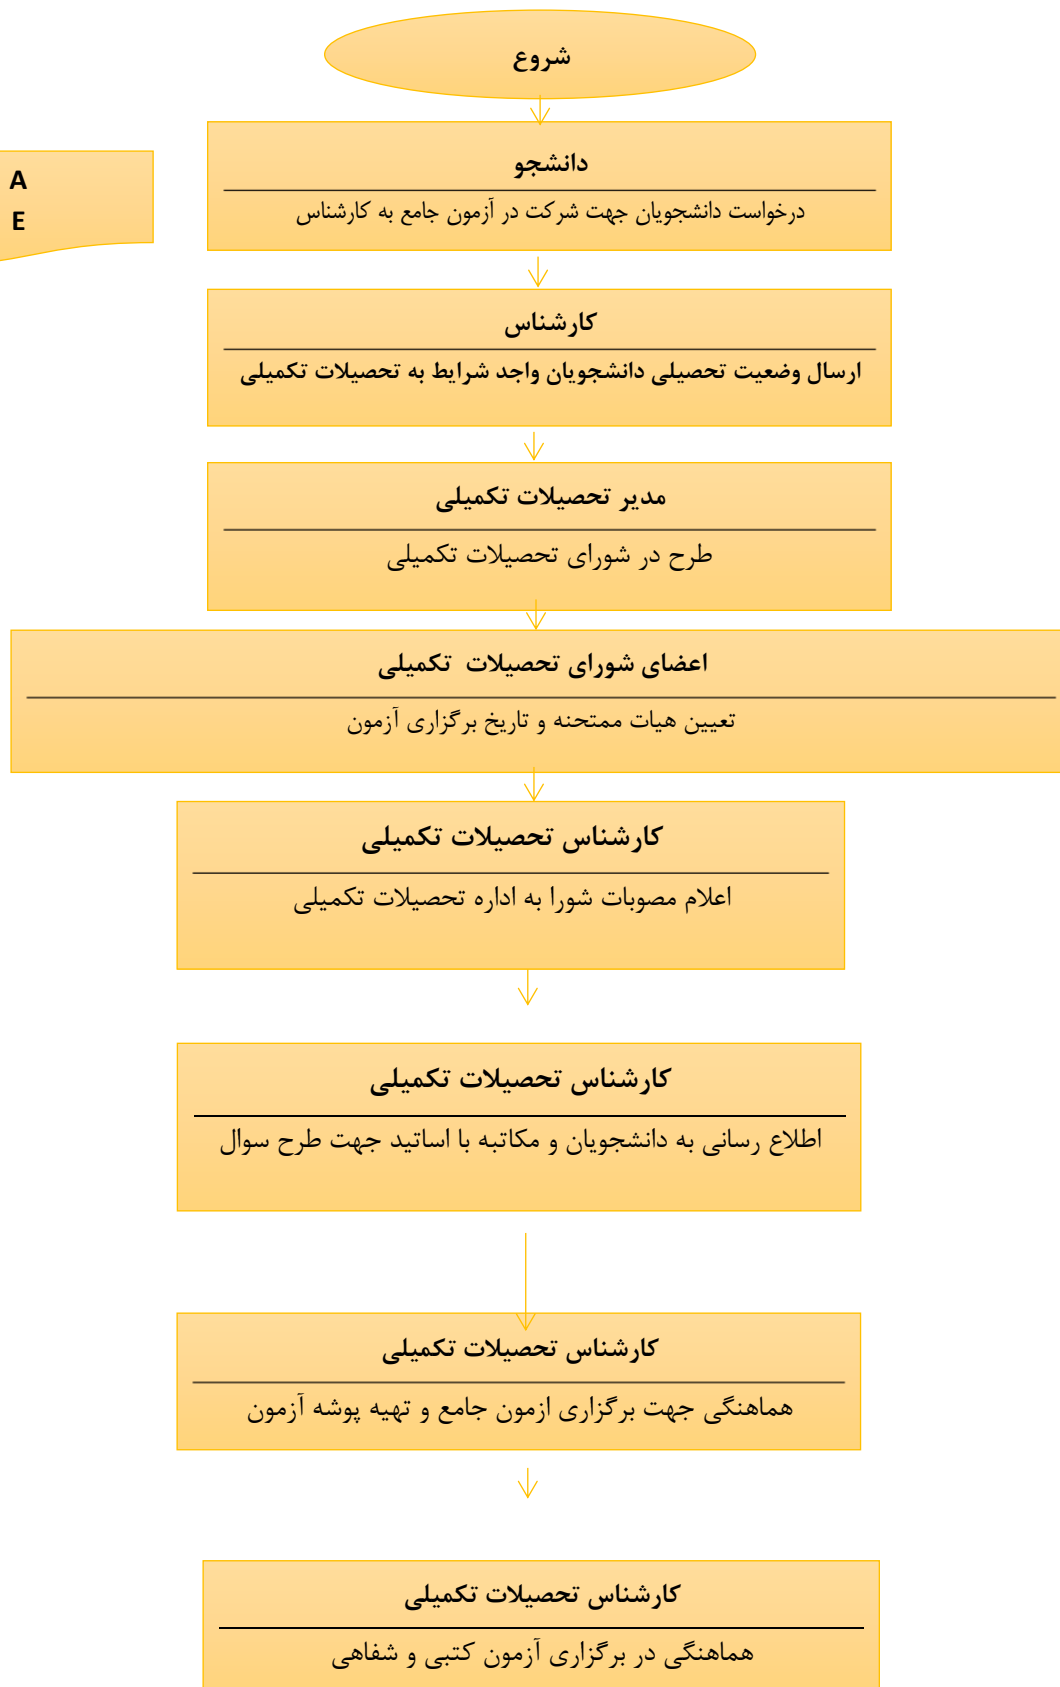 شروع
دانشجو
درخواست دانشجویان جهت شرکت در آزمون جامع به کارشناس
A
E
کارشناس
ارسال وضعیت تحصیلی دانشجویان واجد شرایط به تحصیلات تکمیلی
مدیر تحصیلات تکمیلی
طرح در شورای تحصیلات تکمیلی
اعضای شورای تحصیلات تکمیلی
تعیین هیات ممتحنه و تاریخ برگزاری آزمون
کارشناس تحصیلات تکمیلی
اعلام مصوبات شورا به اداره تحصیلات تکمیلی
کارشناس تحصیلات تکمیلی
اطلاع رسانی به دانشجویان و مکاتبه با اساتید جهت طرح سوال
کارشناس تحصیلات تکمیلی
هماهنگی جهت برگزاری ازمون جامع و تهیه پوشه آزمون
کارشناس تحصیلات تکمیلی
هماهنگی در برگزاری آزمون کتبی و شفاهی